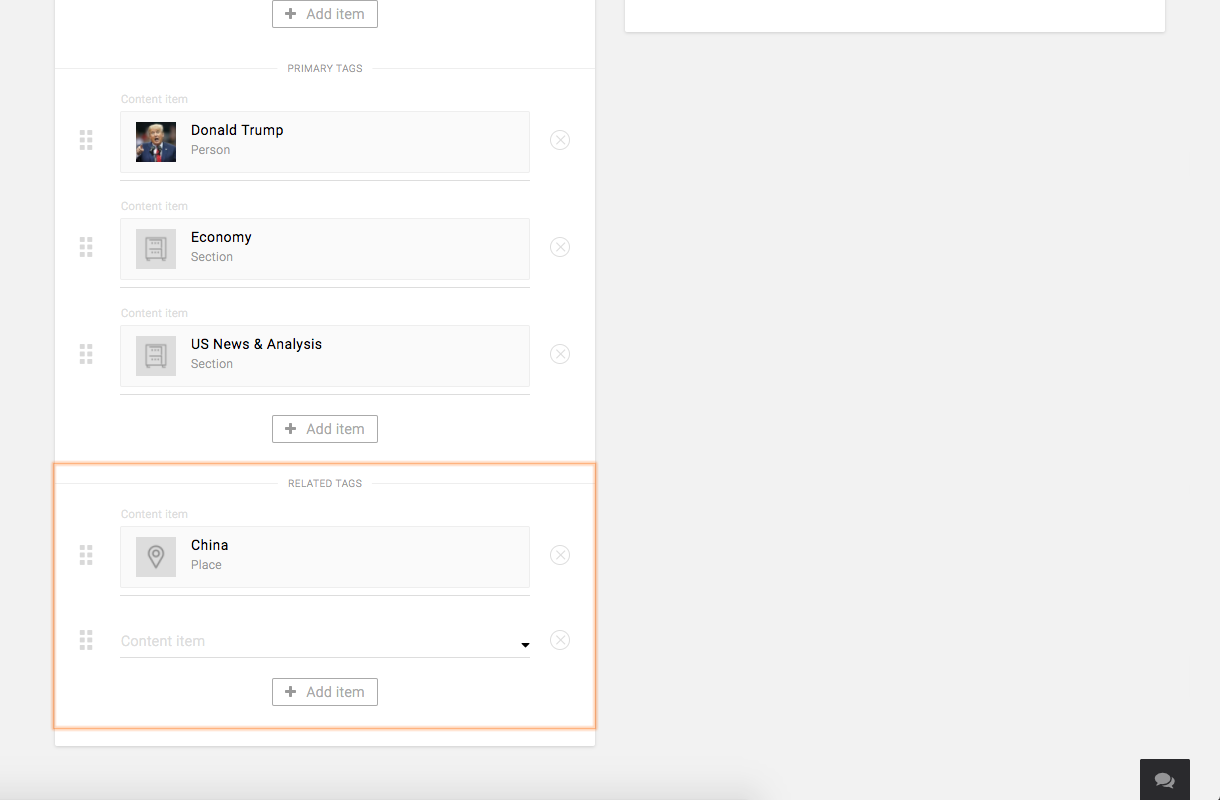 Add item
PRIMARY TAGS
Content item
Donald Trump
Person
Content item
Economy
Section
Content item
US News & Analysis
Section
Add item
RELATED TAGS
Content item
China
Place
Content item
Add item